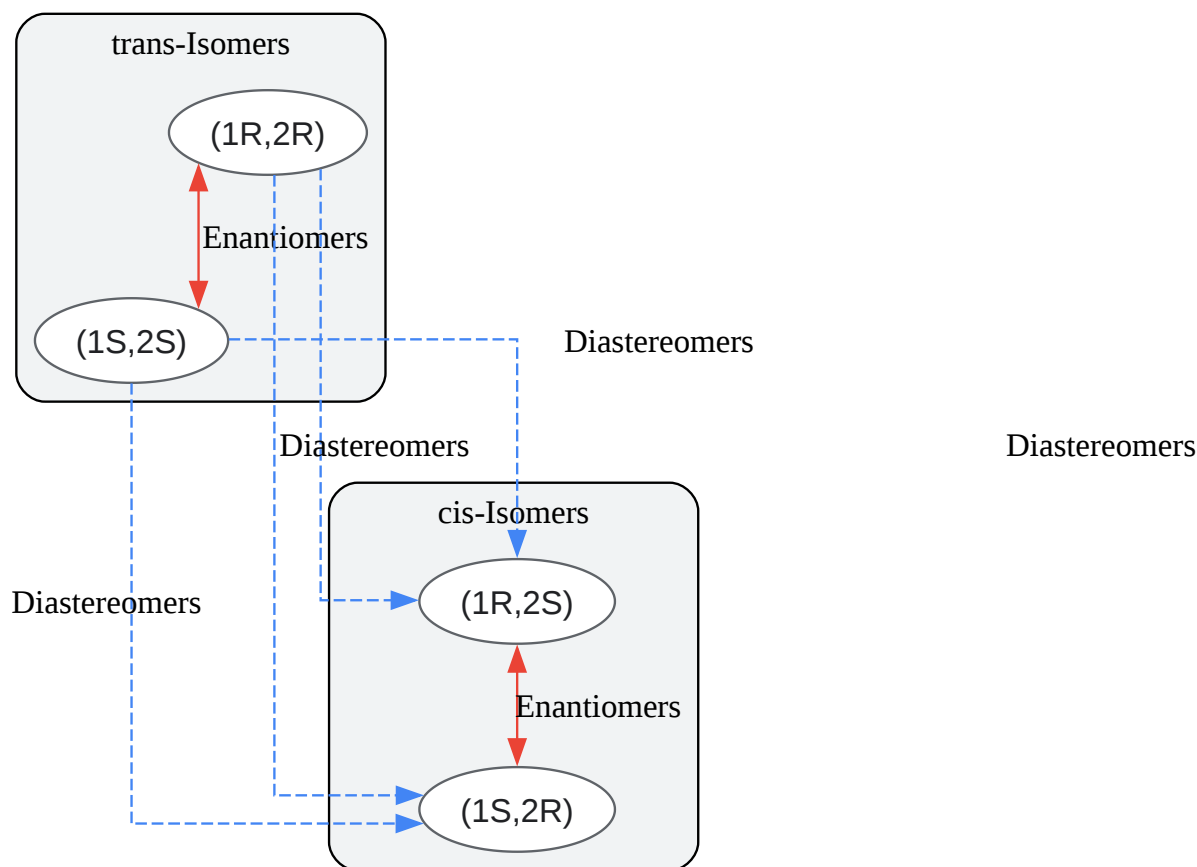 trans-Isomers
(1R,2R)
Enantiomers
(1S,2S)
Diastereomers
Diastereomers
Diastereomers
cis-Isomers
(1R,2S)
Diastereomers
Enantiomers
(1S,2R)